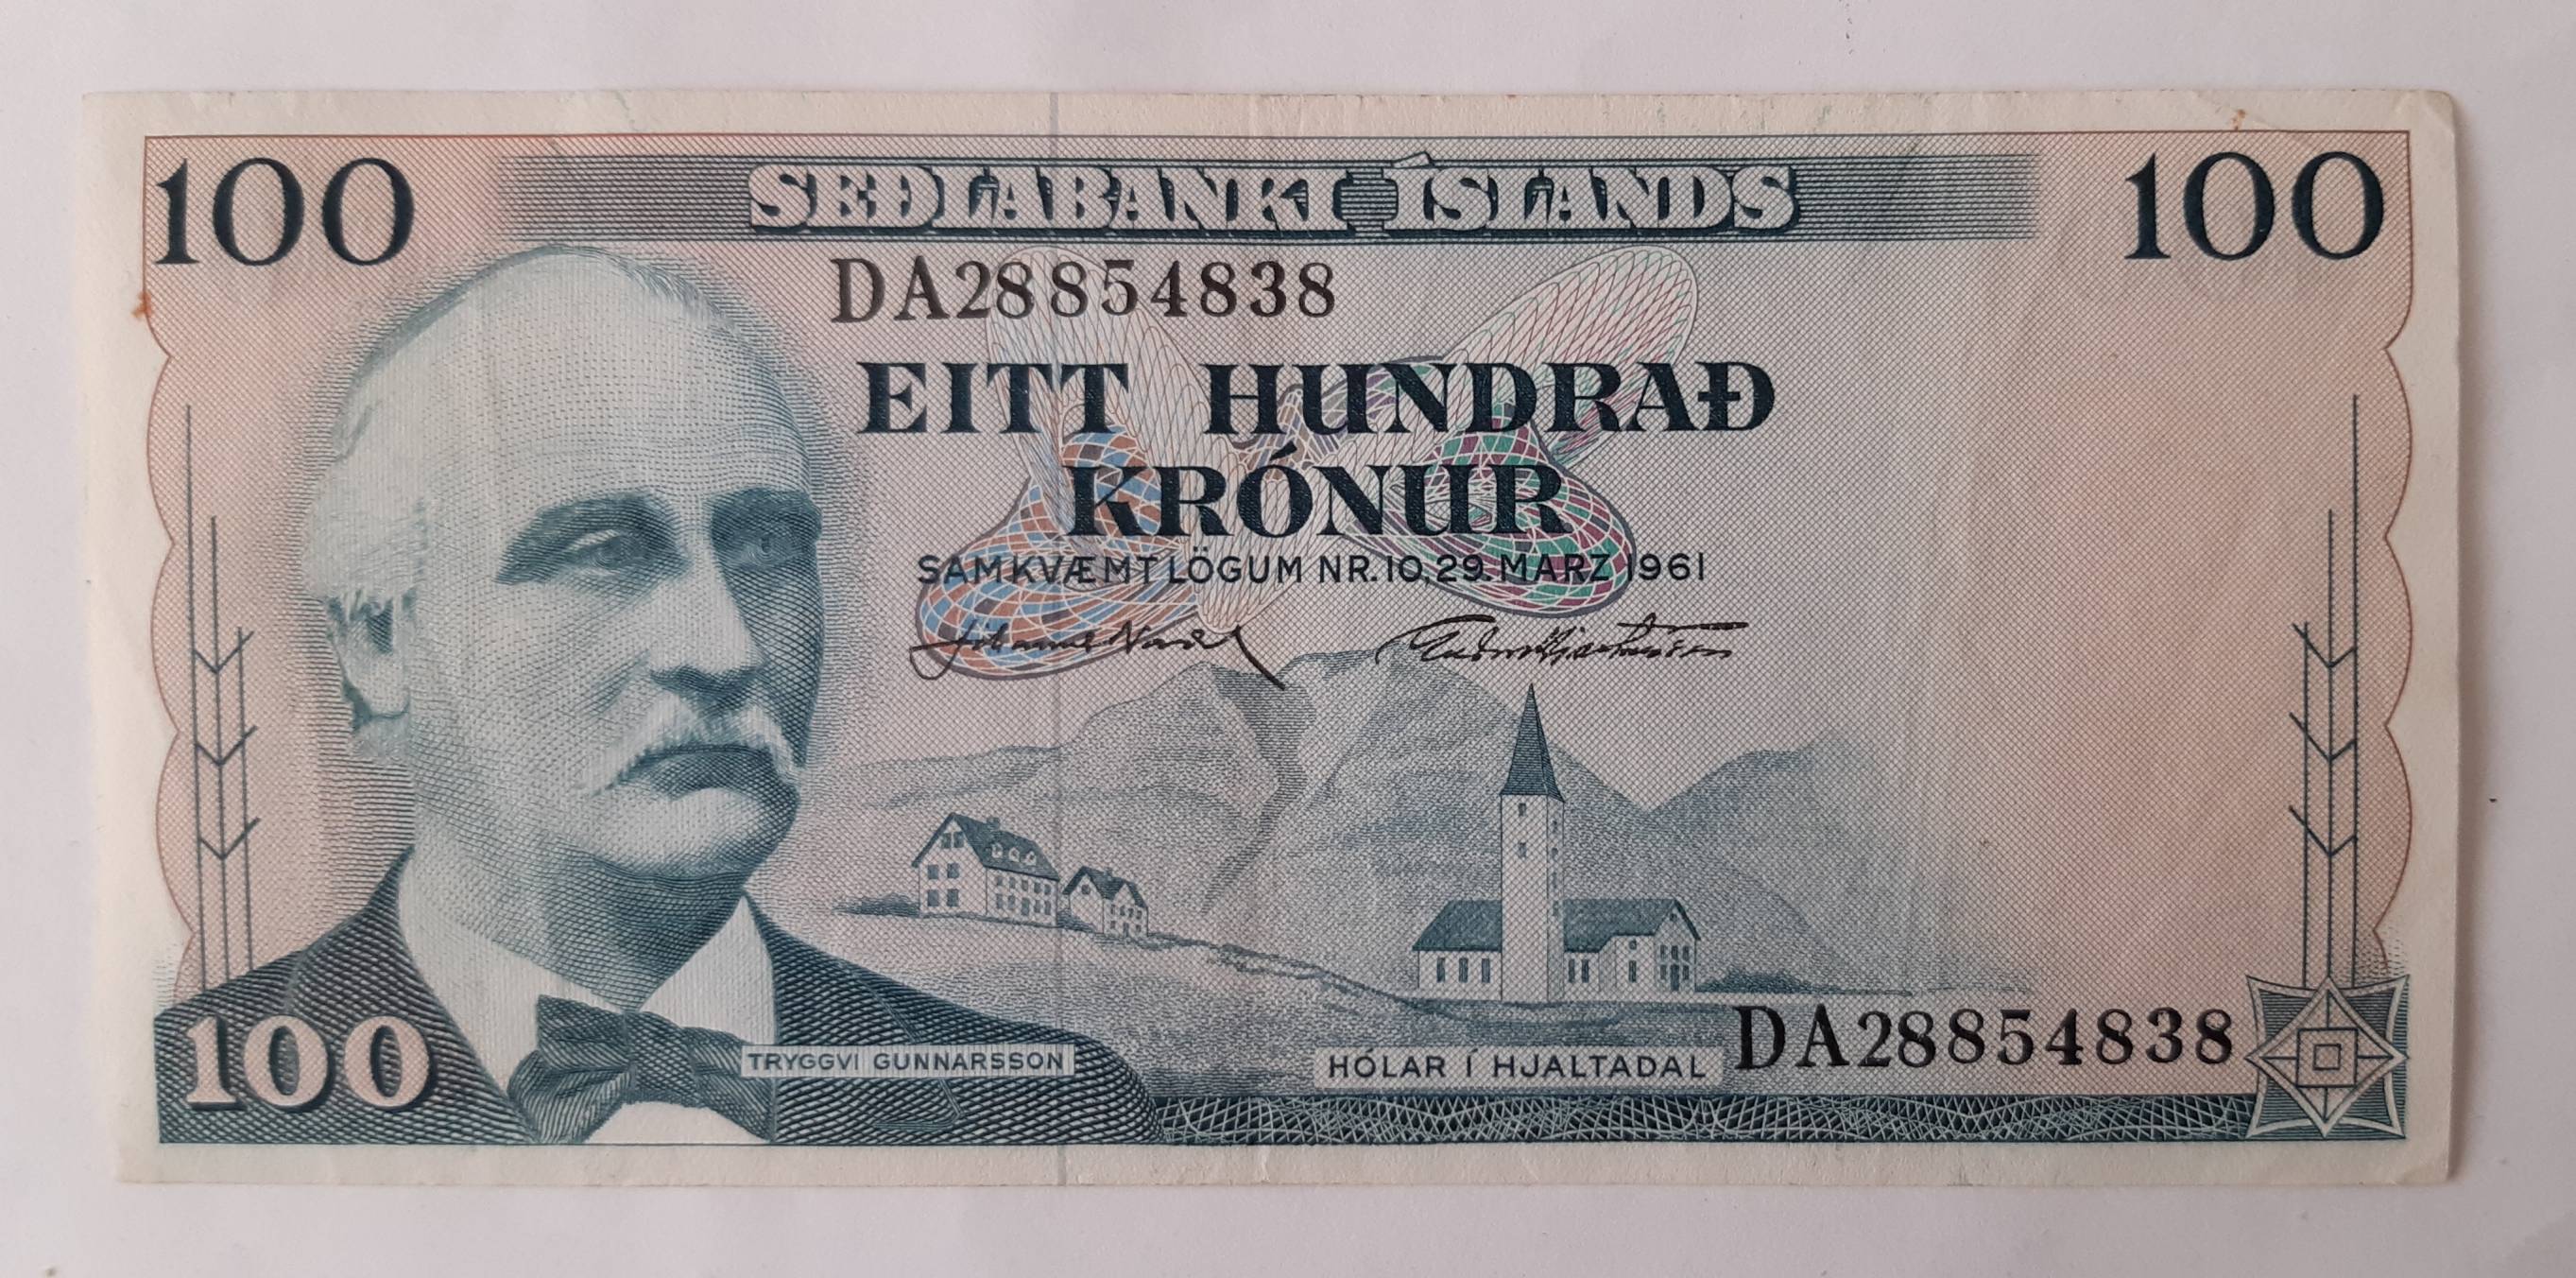 100 SEÐLABANKI ÍSLANDS 100
DA28854838
EITT HUNDRAÐ
KRÓNUR
SAMKVÆMT LÖGUM NR. 10, 29. MARZ 1961
100 TRYGGVI GUNNARSSON HÓLAR Í HJALTADAL DA28854838